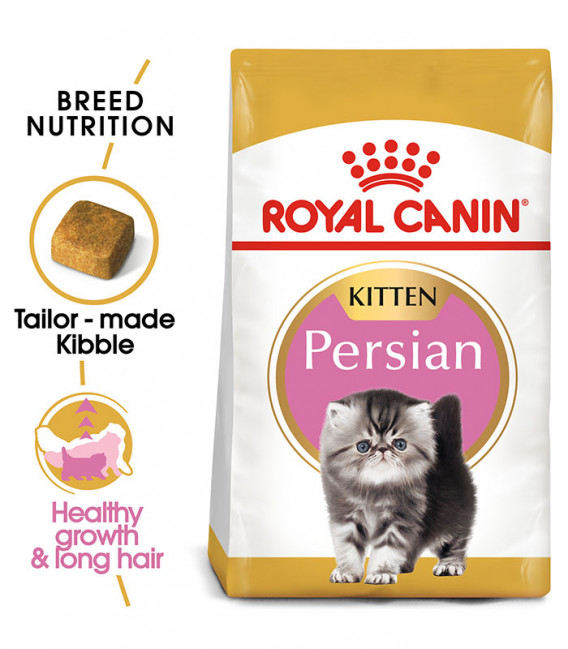 BREED
NUTRITION
Tailor - made
Kibble
Healthy
growth
& long hair
ROYAL CANIN®
KITTEN
Persian